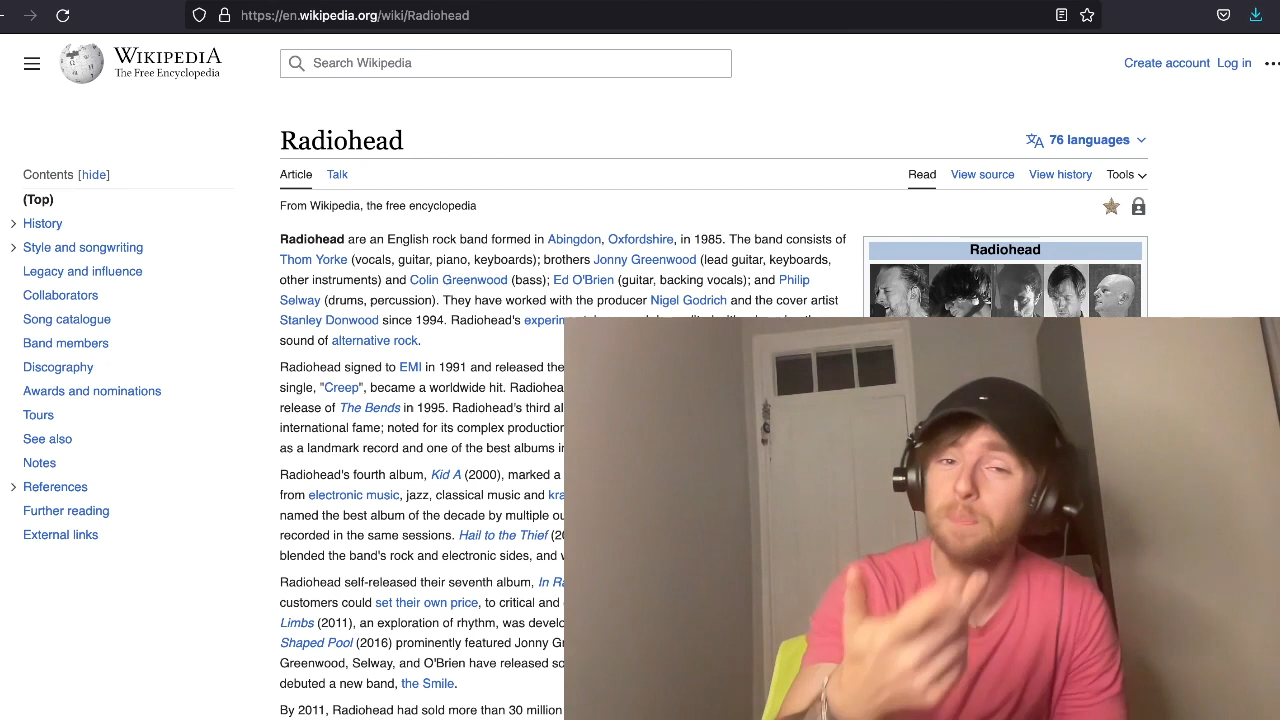 https://en.wikipedia.org/wiki/Radiohead
WIKIPEDIA
The Free Encyclopedia
Search Wikipedia
Create account Log in
Radiohead
76 languages
Article Talk
Read View source View history Tools
From Wikipedia, the free encyclopedia
Contents [hide]
(Top)
History
Style and songwriting
Legacy and influence
Collaborators
Song catalogue
Band members
Discography
Awards and nominations
Tours
See also
Notes
References
Further reading
External links
Radiohead are an English rock band formed in Abingdon, Oxfordshire, in 1985. The band consists of
Thom Yorke (vocals, guitar, piano, keyboards); brothers Jonny Greenwood (lead guitar, keyboards,
other instruments) and Colin Greenwood (bass); Ed O'Brien (guitar, backing vocals); and Philip
Selway (drums, percussion). They have worked with the producer Nigel Godrich and the cover artist
Stanley Donwood since 1994. Radiohead's
sound of alternative rock.
Radiohead signed to EMI in 1991 and released the
single, "Creep", became a worldwide hit.
release of The Bends in 1995. Radiohead's third
international fame; noted for its complex
as a landmark record and one of the best albums
Radiohead's fourth album, Kid A (2000), marked a
from electronic music, jazz, classical music and
named the best album of the decade by multiple
recorded in the same sessions. Hail to the Thief
blended the band's rock and electronic sides, and
Radiohead self-released their seventh album, In
customers could set their own price, to critical and
Limbs (2011), an exploration of rhythm, was
Shaped Pool (2016) prominently featured Jonny
Greenwood, Selway, and O'Brien have released
debuted a new band, the Smile.
By 2011, Radiohead had sold more than 30 million
Radiohead